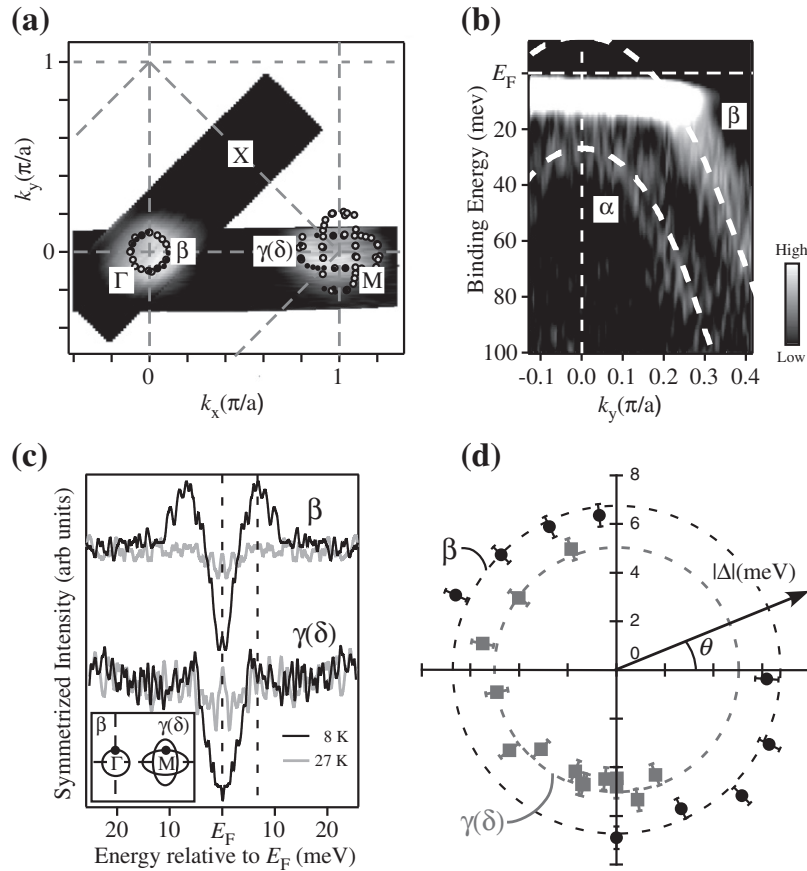 (a)
1
0
k_y(π/a)
X
Γ
β
γ(δ)
M
0
1
k_x(π/a)
(b)
E_F
20
40
60
80
100
Binding Energy (mev)
β
α
-0.1
0.0
0.1
0.2
0.3
0.4
k_y(π/a)
High
Low
(c)
Symmetrized Intensity (arb units)
β
γ(δ)
β
Γ
γ(δ)
M
8 K
27 K
20
10
E_F
10
20
Energy relative to E_F (meV)
(d)
8
6
4
2
0
β
|Δ|(meV)
θ
γ(δ)